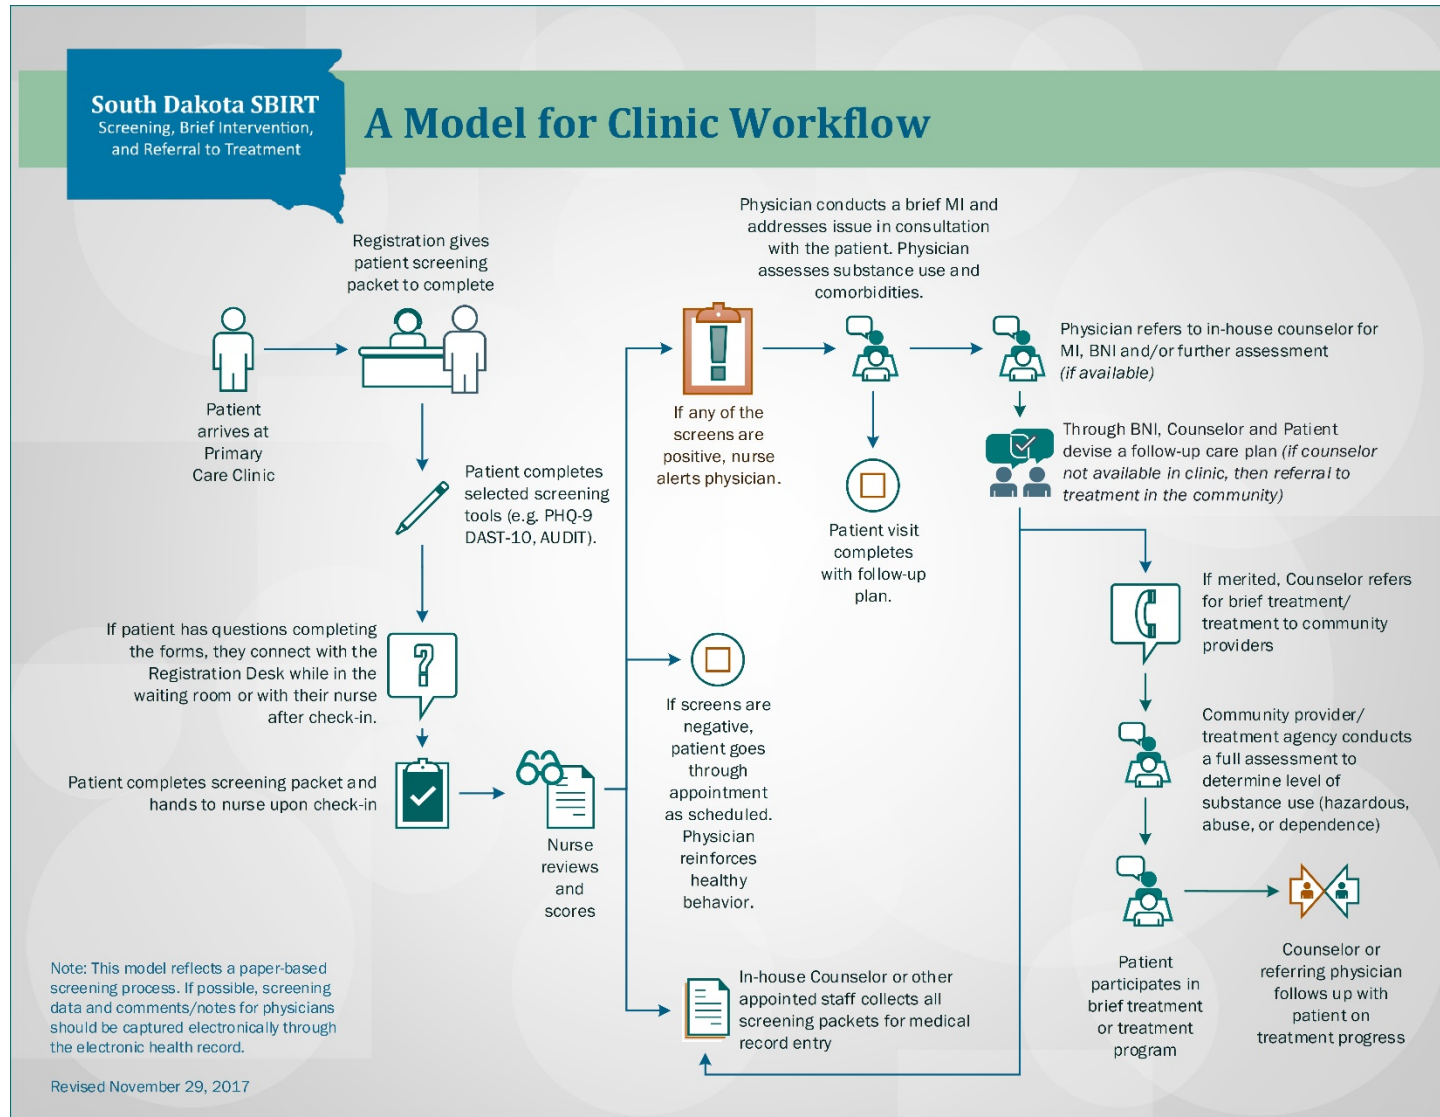 South Dakota SBIRT
Screening, Brief Intervention,
and Referral to Treatment
A Model for Clinic Workflow
Patient
arrives at
Primary
Care Clinic
Registration gives
patient screening
packet to complete
Patient completes
selected screening
tools (e.g. PHQ-9
DAST-10, AUDIT).
If patient has questions completing
the forms, they connect with the
Registration Desk while in the
waiting room or with their nurse
after check-in.
Patient completes screening packet and
hands to nurse upon check-in
Nurse
reviews
and
scores
If any of the
screens are
positive, nurse
alerts physician.
Physician conducts a brief MI and
addresses issue in consultation
with the patient. Physician
assesses substance use and
comorbidities.
Patient visit
completes
with follow-up
plan.
Physician refers to in-house counselor for
MI, BNI and/or further assessment
(if available)
Through BNI, Counselor and Patient
devise a follow-up care plan (if counselor
not available in clinic, then referral to
treatment in the community)
If merited, Counselor refers
for brief treatment/
treatment to community
providers
Community provider/
treatment agency conducts
a full assessment to
determine level of
substance use (hazardous,
abuse, or dependence)
Patient
participates in
brief treatment
or treatment
program
Counselor or
referring physician
follows up with
patient on
treatment progress
If screens are
negative,
patient goes
through
appointment
as scheduled.
Physician
reinforces
healthy
behavior.
In-house Counselor or other
appointed staff collects all
screening packets for medical
record entry
Note: This model reflects a paper-based
screening process. If possible, screening
data and comments/notes for physicians
should be captured electronically through
the electronic health record.
Revised November 29, 2017